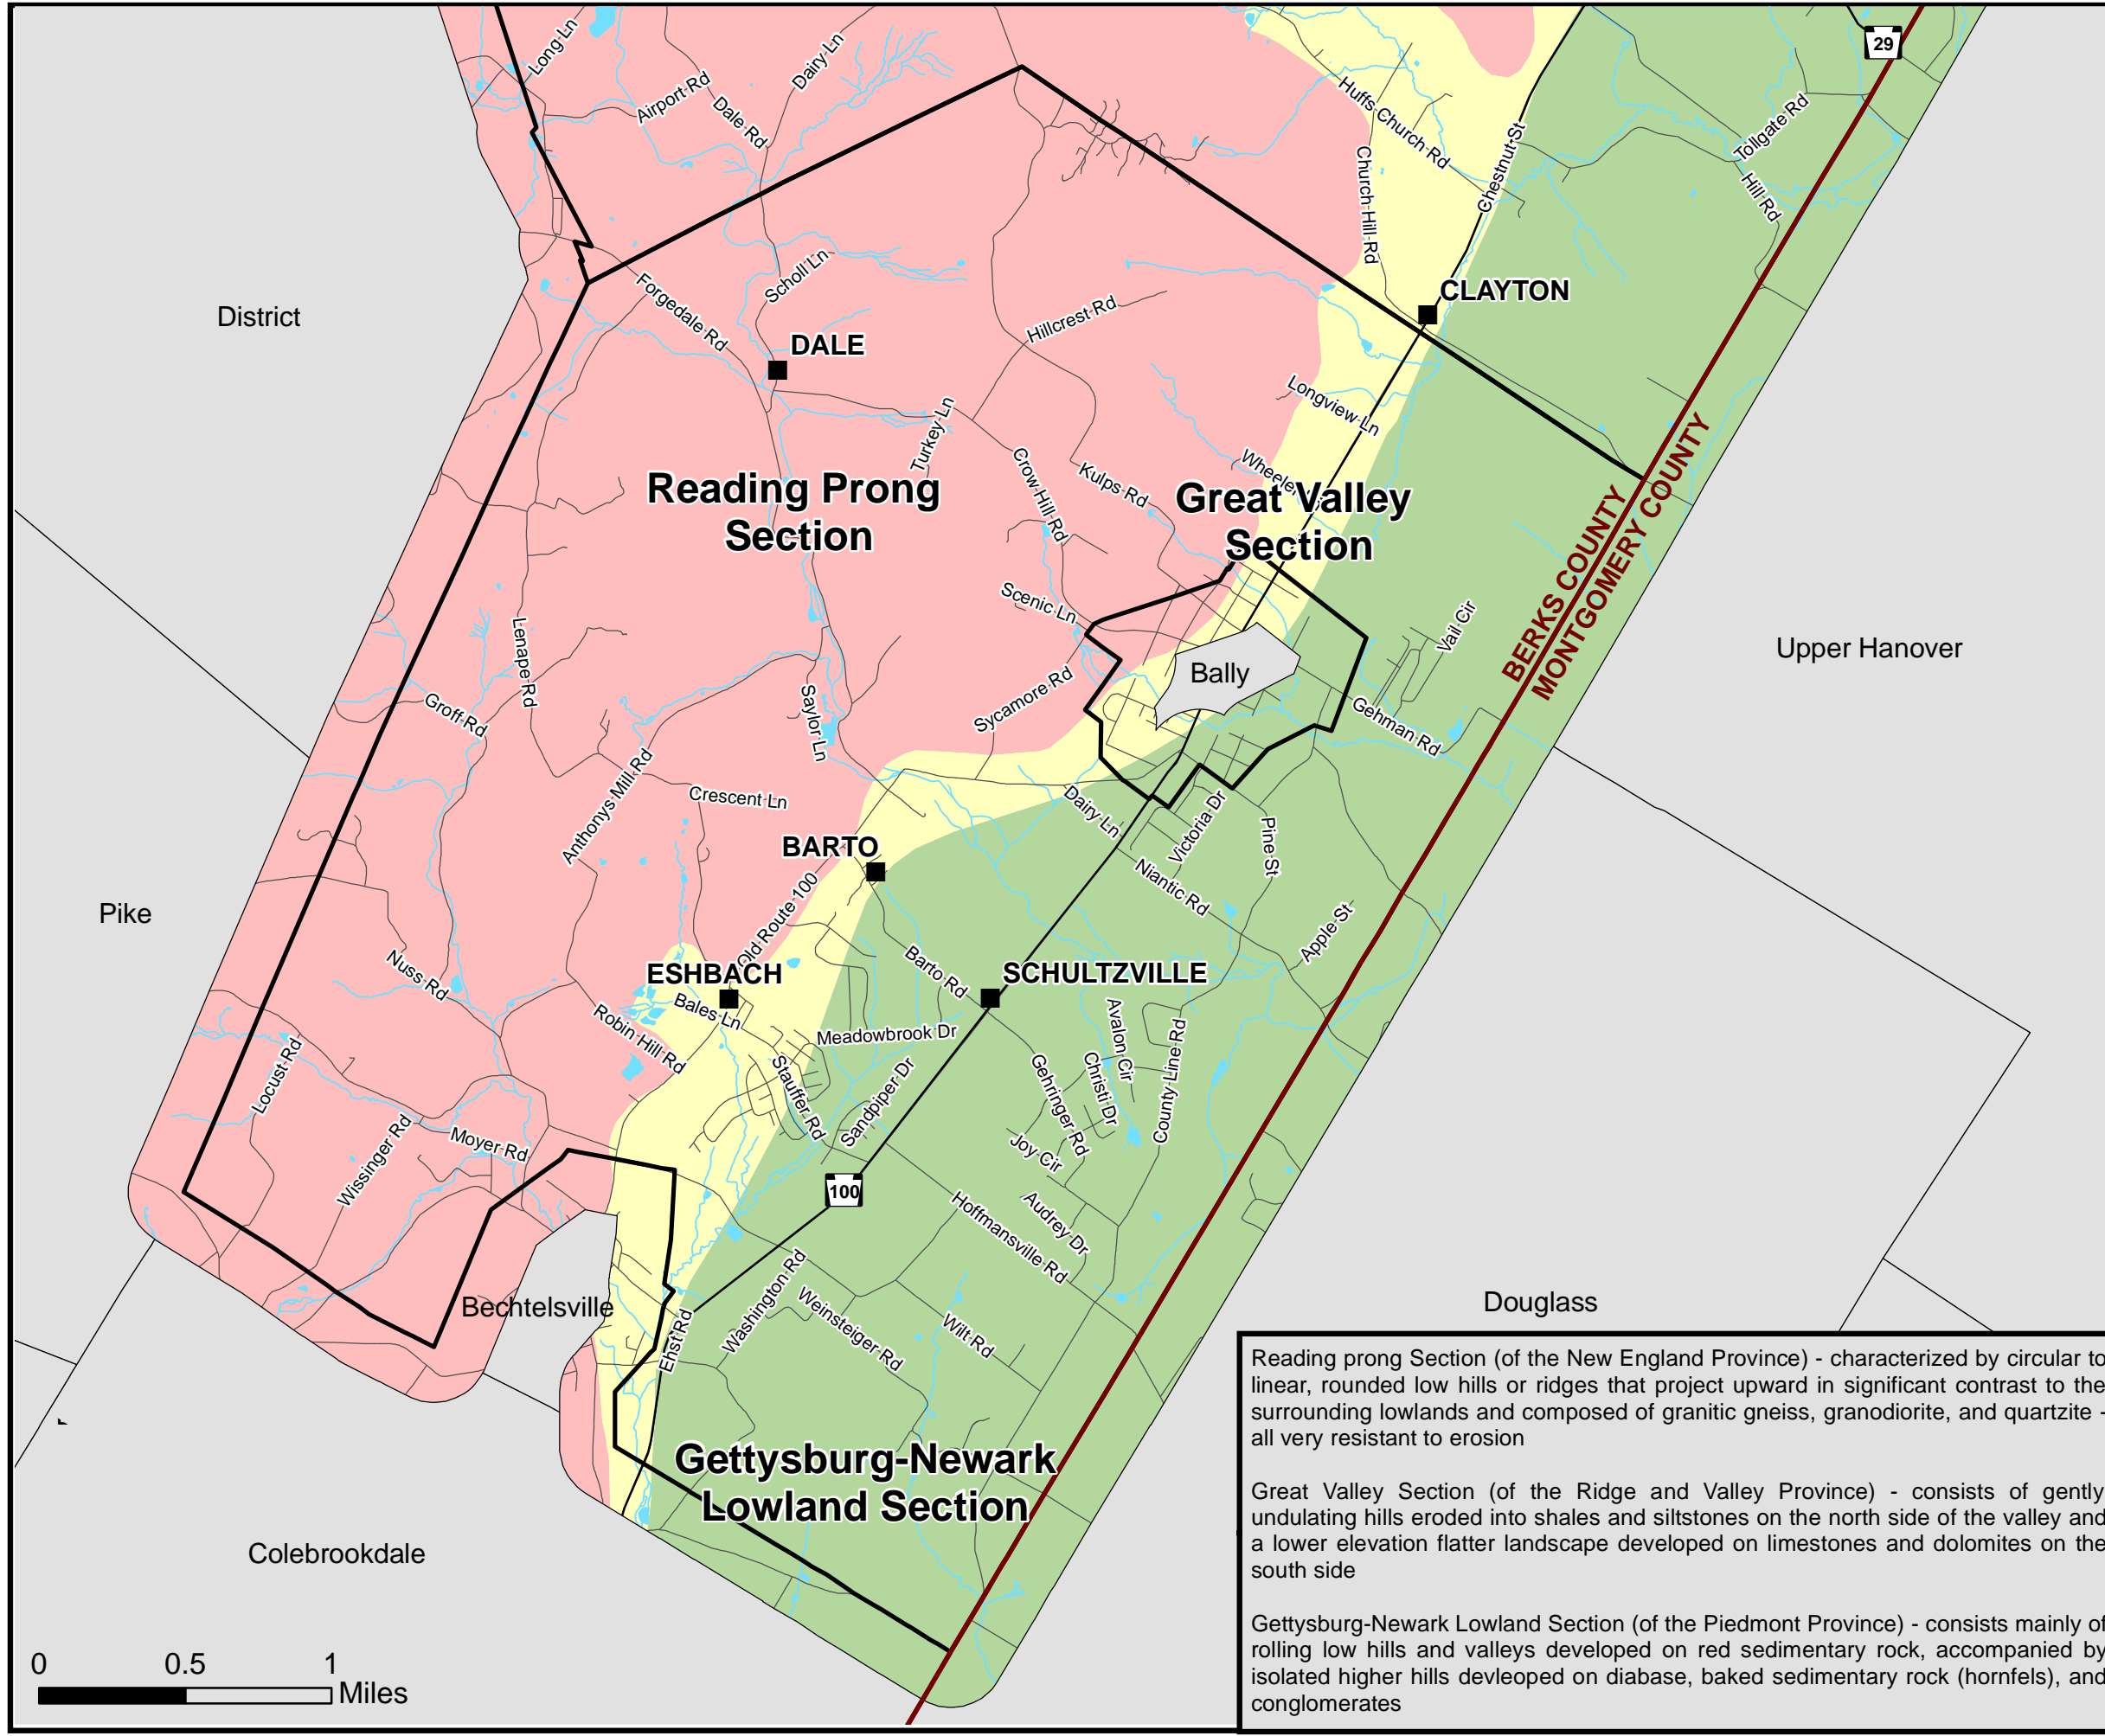 29
Long Ln
Airport Rd
Dale Rd
Dairy Ln
Huffs Church Rd
Church Hill Rd
Chestnut St
Tollgate Rd
Hill Rd
District
Forgedale Rd
Scholl Ln
CLAYTON
DALE
Hillcrest Rd
Longview Ln
Turkey Ln
Crow Hill Rd
Kulps Rd
Reading Prong
Section
Great Valley
Section
BERKS COUNTY
MONTGOMERY COUNTY
Scenic Ln
Lenape Rd
Vail Cir
Upper Hanover
Bally
Groff Rd
Saylor Ln
Sycamore Rd
Gehman Rd
Anthonys Mill Rd
Crescent Ln
Dairy Ln
Victoria Dr
Pine St
BARTO
Niantic Rd
Pike
Old Route 100
Apple St
Nuss Rd
ESHBACH
Barto Rd
SCHULTZVILLE
Bales Ln
Robin Hill Rd
Meadowbrook Dr
Avalon Cir
Locust Rd
Stauffer Rd
Sandpiper Dr
Gehringer Rd
Christi Dr
County Line Rd
Wissinger Rd
Moyer Rd
Joy Cir
100
Hoffmansville Rd
Audrey Dr
Bechtelsville
Ehst Rd
Washington Rd
Weinsteiger Rd
Wilt Rd
Douglass
Gettysburg-Newark
Lowland Section
Colebrookdale
0 0.5 1
Miles
Reading prong Section (of the New England Province) - characterized by circular to
linear, rounded low hills or ridges that project upward in significant contrast to the
surrounding lowlands and composed of granitic gneiss, granodiorite, and quartzite -
all very resistant to erosion
Great Valley Section (of the Ridge and Valley Province) - consists of gently
undulating hills eroded into shales and siltstones on the north side of the valley and
a lower elevation flatter landscape developed on limestones and dolomites on the
south side
Gettysburg-Newark Lowland Section (of the Piedmont Province) - consists mainly of
rolling low hills and valleys developed on red sedimentary rock, accompanied by
isolated higher hills devleoped on diabase, baked sedimentary rock (hornfels), and
conglomerates